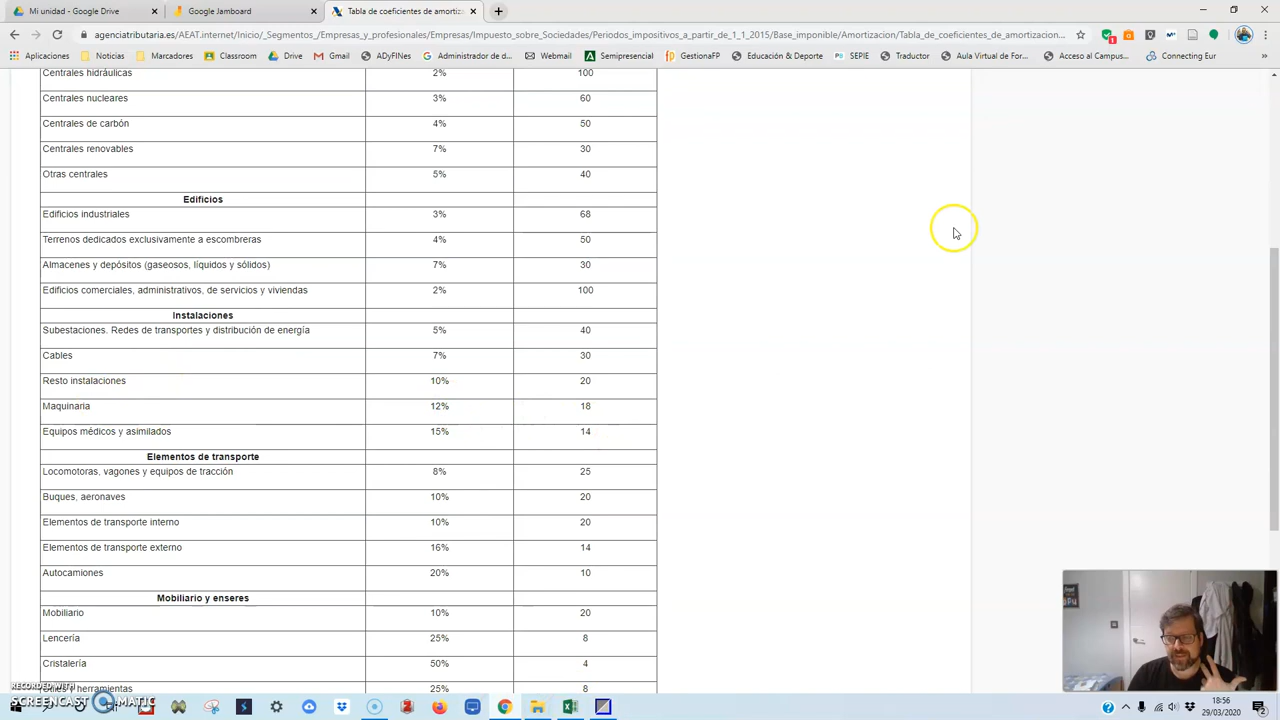 Mi unidad - Google Drive
Google Jamboard
Tabla de coeficientes de amortiza
agenciatributaria.es/AEAT.internet/Inicio/_Segmentos_/Empresas_y_profesionales/Empresas/Impuesto_sobre_Sociedades/Periodos_impositivos_a_partir_de_1_1_2015/Base_imponible/Amortizacion/Tabla_de_coeficientes_de_amortizacion...
Aplicaciones Noticias Marcadores Classroom Drive Gmail ADyFINEr Administrador de d... Webmail Semipresencial GestionaFP Educación & Deporte SEPIE Traductor Aula Virtual de For... Acceso al Campus... Connecting Eur
Centrales hidráulicas 2% 100
Centrales nucleares 3% 60
Centrales de carbón 4% 50
Centrales renovables 7% 30
Otras centrales 5% 40
Edificios
Edificios industriales 3% 68
Terrenos dedicados exclusivamente a escombreras 4% 50
Almacenes y depósitos (gaseosos, líquidos y sólidos) 7% 30
Edificios comerciales, administrativos, de servicios y viviendas 2% 100
Instalaciones
Subestaciones. Redes de transportes y distribución de energía 5% 40
Cables 7% 30
Resto instalaciones 10% 20
Maquinaria 12% 18
Equipos médicos y asimilados 15% 14
Elementos de transporte
Locomotoras, vagones y equipos de tracción 8% 25
Buques, aeronaves 10% 20
Elementos de transporte interno 10% 20
Elementos de transporte externo 16% 14
Autocamiones 20% 10
Mobiliario y enseres
Mobiliario 10% 20
Lencería 25% 8
Cristalería 50% 4
herramientas 25% 8
RECORDED WITH
SCREENCAST MATIC
18:56
29/03/2020